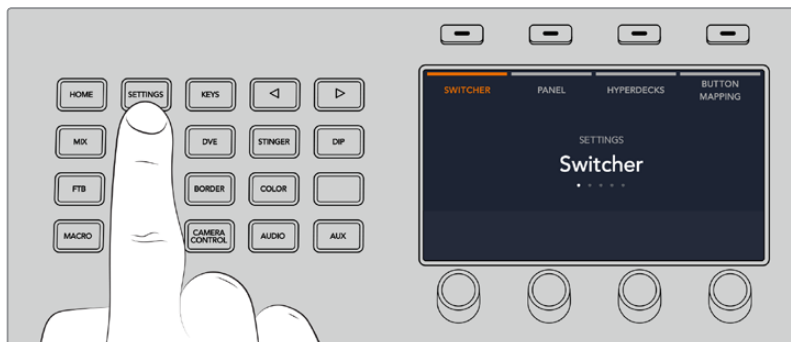 HOME
SETTINGS
KEYS
MIX
DVE
STINGER
DIP
FTB
BORDER
COLOR
MACRO
CAMERA
CONTROL
AUDIO
AUX
SWITCHER
PANEL
HYPERDECKS
BUTTON
MAPPING
SETTINGS
Switcher